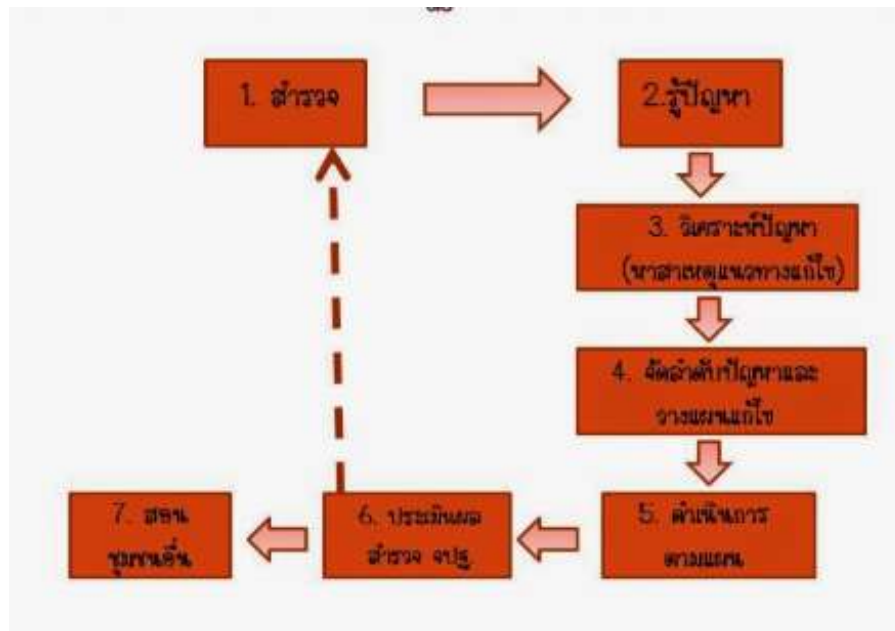 1. สำรวจ
2.รู้ปัญหา
3. วิเคราะห์ปัญหา
(หาสาเหตุแนวทางแก้ไข)
4. จัดลำดับปัญหาและ
วางแผนแก้ไข
5. ดำเนินการ
ตามแผน
6. ประเมินผล
สำรวจ จปฐ.
7. สอน
ชุมชนอื่น